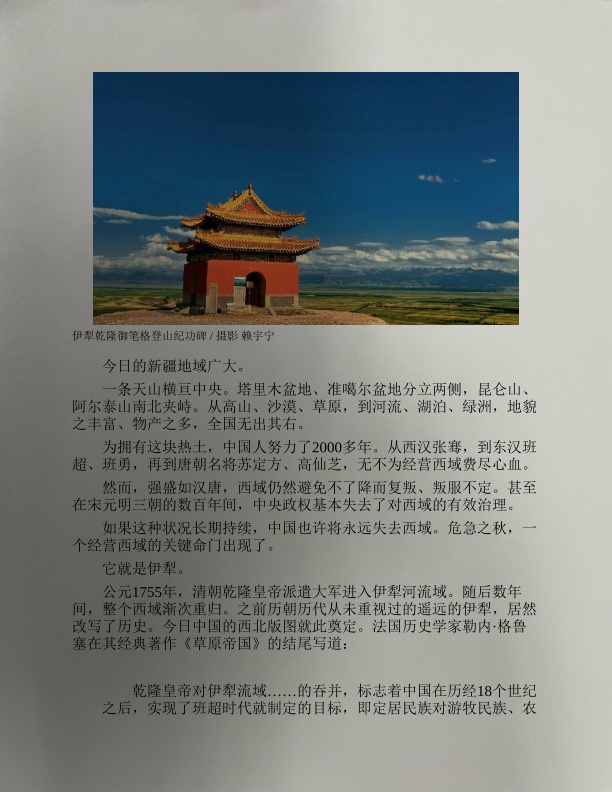 伊犁乾隆御笔格登山纪功碑 / 摄影 赖宇宁
今日的新疆地域广大。
一条天山横亘中央。塔里木盆地、准噶尔盆地分立两侧，昆仑山、
阿尔泰山南北夹峙。从高山、沙漠、草原，到河流、湖泊、绿洲，地貌
之丰富、物产之多，全国无出其右。
为拥有这块热土，中国人努力了2000多年。从西汉张骞，到东汉班
超、班勇，再到唐朝名将苏定方、高仙芝，无不为经营西域费尽心血。
然而，强盛如汉唐，西域仍然避免不了降而复叛、叛服不定。甚至
在宋元明三朝的数百年间，中央政权基本失去了对西域的有效治理。
如果这种状况长期持续，中国也许将永远失去西域。危急之秋，一
个经营西域的关键命门出现了。
它就是伊犁。
公元1755年，清朝乾隆皇帝派遣大军进入伊犁河流域。随后数年
间，整个西域渐次重归。之前历朝历代从未重视过的遥远的伊犁，居然
改写了历史。今日中国的西北版图就此奠定。法国历史学家勒内·格鲁
塞在其经典著作《草原帝国》的结尾写道：
乾隆皇帝对伊犁流域……的吞并，标志着中国在历经18个世纪
之后，实现了班超时代就制定的目标，即定居民族对游牧民族、农